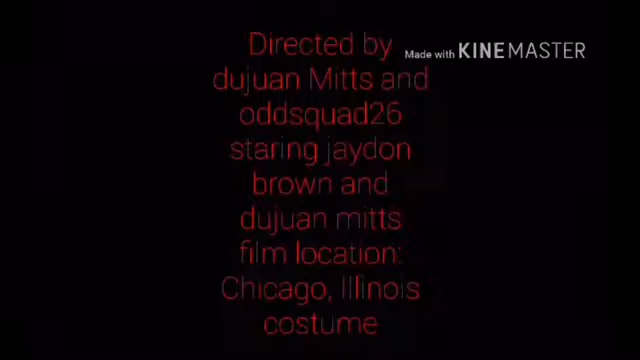 Directed by
Made with KINEMASTER
dujuan Mitts and
oddsquad26
staring jaydon
brown and
dujuan mitts
film location:
Chicago, Illinois
costume